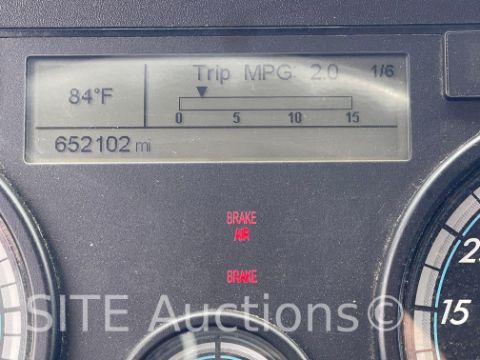 Trip MPG: 2.0 1/6
84°F
0 5 10 15
652102 mi
BRAKE
AIR
BRAKE
15
SITE Auctions©